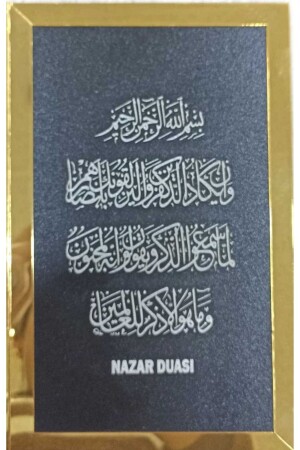 بسم الله الرحمن الرحيم
وإن يكاد الذين كفروا ليزلقونك بأبصارهم
لما سمعوا الذكر ويقولون إنه لمجنون
وما هو إلا ذكر للعالمين
NAZAR DUASI